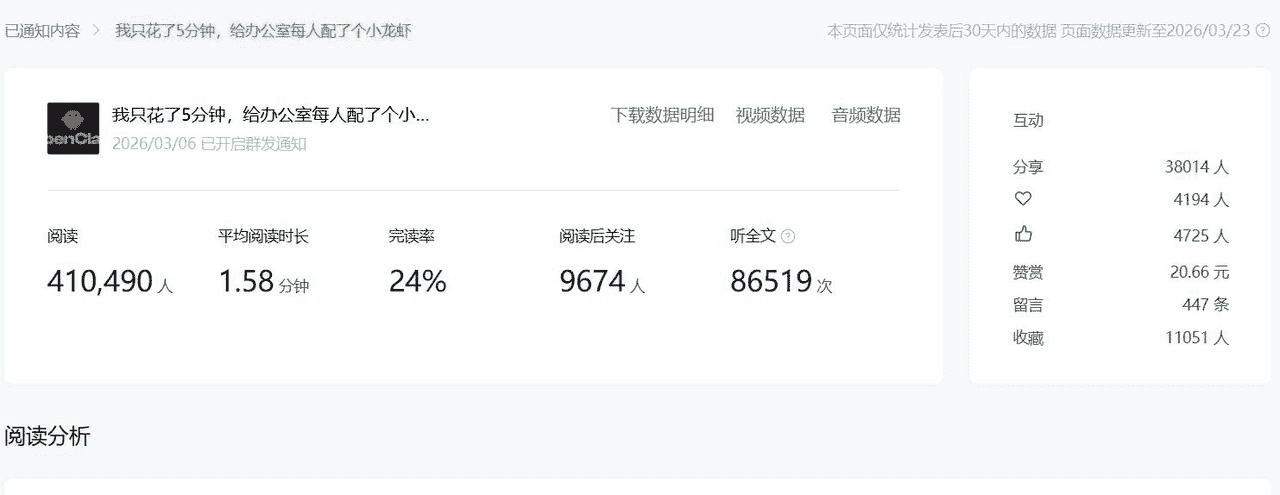 已通知内容 > 我只花了5分钟，给办公室每人配了个小龙虾
本页面仅统计发表后30天内的数据 页面数据更新至2026/03/23 ?
penCla
我只花了5分钟，给办公室每人配了个小...
2026/03/06 已开启群发通知
下载数据明细 视频数据 音频数据
阅读 平均阅读时长 完读率 阅读后关注 听全文 ?
410,490 人 1.58 分钟 24% 9674 人 86519 次
互动
分享 38014 人
4194 人
4725 人
赞赏 20.66 元
留言 447 条
收藏 11051 人
阅读分析